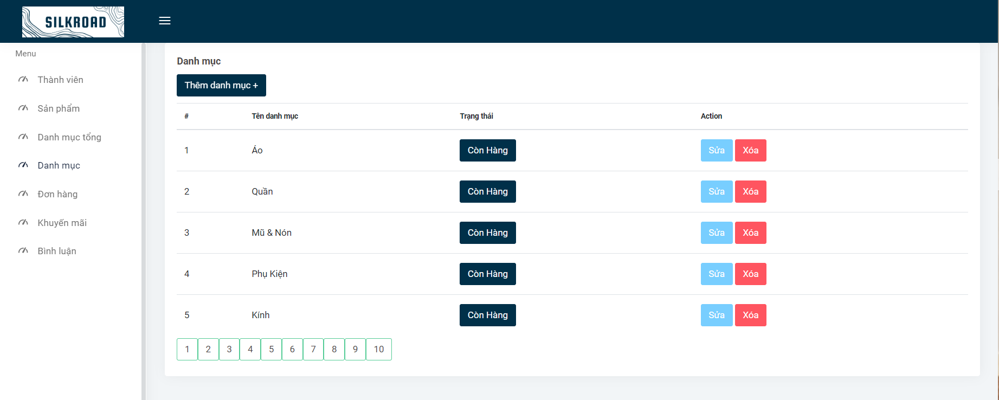 SILKROAD
Menu
Thành viên
Sản phẩm
Danh mục tổng
Danh mục
Đơn hàng
Khuyến mãi
Bình luận
Danh mục
Thêm danh mục +
# Tên danh mục Trạng thái Action
1 Áo Còn Hàng Sửa Xóa
2 Quần Còn Hàng Sửa Xóa
3 Mũ & Nón Còn Hàng Sửa Xóa
4 Phụ Kiện Còn Hàng Sửa Xóa
5 Kính Còn Hàng Sửa Xóa
1 2 3 4 5 6 7 8 9 10